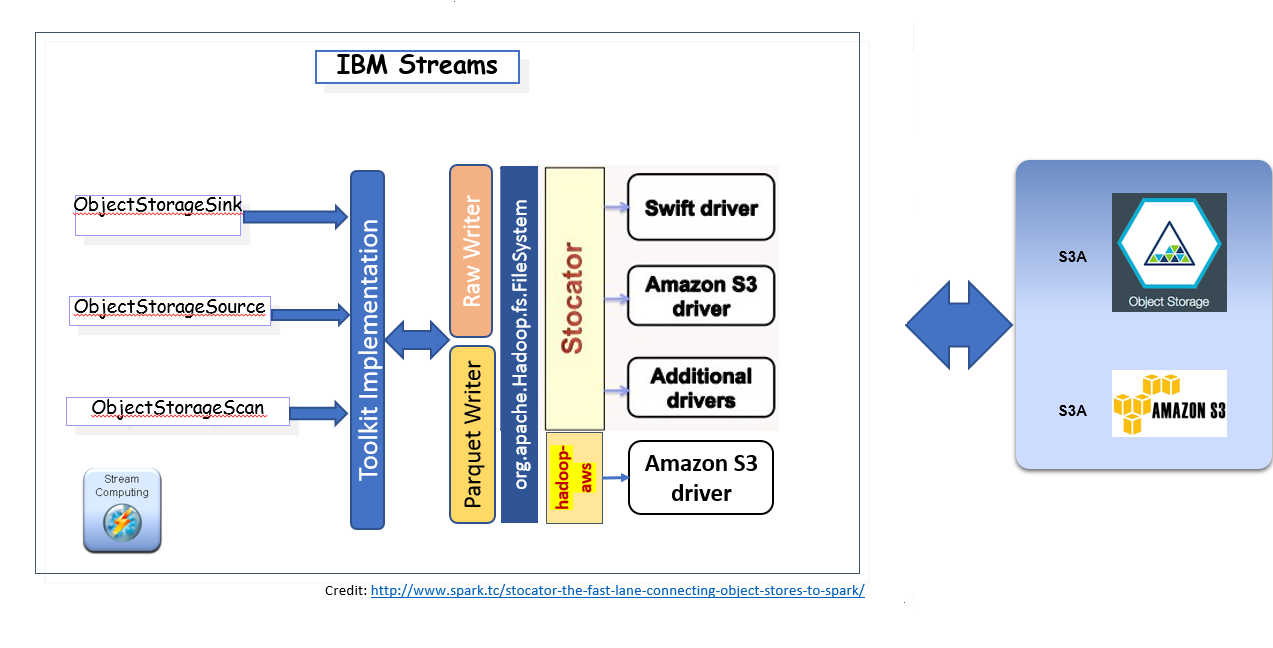 IBM Streams
ObjectStorageSink
ObjectStorageSource
ObjectStorageScan
Stream
Computing
Toolkit Implementation
Raw Writer
Parquet Writer
org.apache.Hadoop.fs.FileSystem
Stocator
hadoop-
aws
Swift driver
Amazon S3
driver
Additional
drivers
Amazon S3
driver
S3A
Object Storage
S3A
AMAZON S3
Credit: http://www.spark.tc/stocator-the-fast-lane-connecting-object-stores-to-spark/